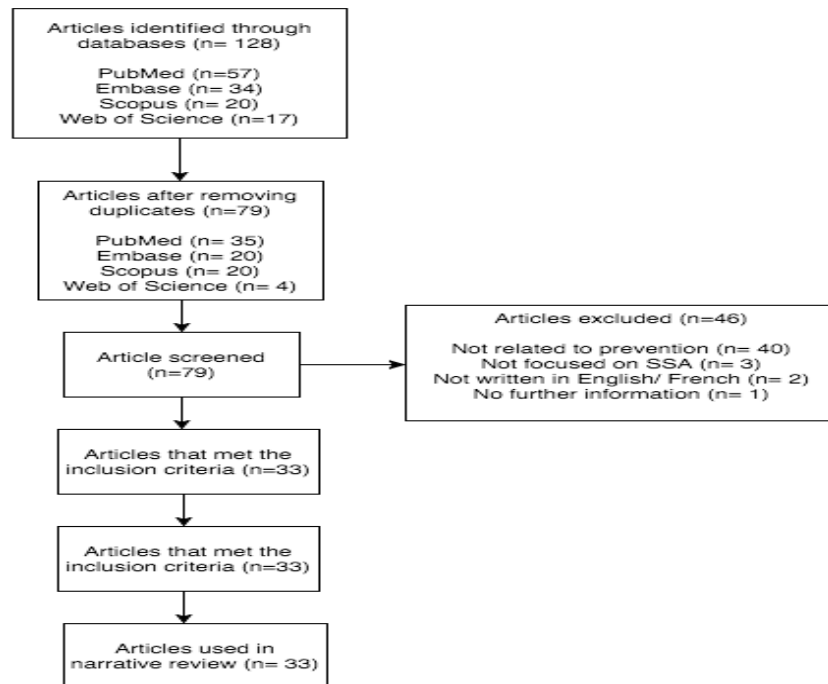 Articles identified through
databases (n= 128)
PubMed (n=57)
Embase (n= 34)
Scopus (n= 20)
Web of Science (n=17)
Articles after removing
duplicates (n=79)
PubMed (n= 35)
Embase (n= 20)
Scopus (n= 20)
Web of Science (n= 4)
Article screened
(n=79)
Articles excluded (n=46)
Not related to prevention (n= 40)
Not focused on SSA (n= 3)
Not written in English/ French (n= 2)
No further information (n= 1)
Articles that met the
inclusion criteria (n=33)
Articles that met the
inclusion criteria (n=33)
Articles used in
narrative review (n= 33)